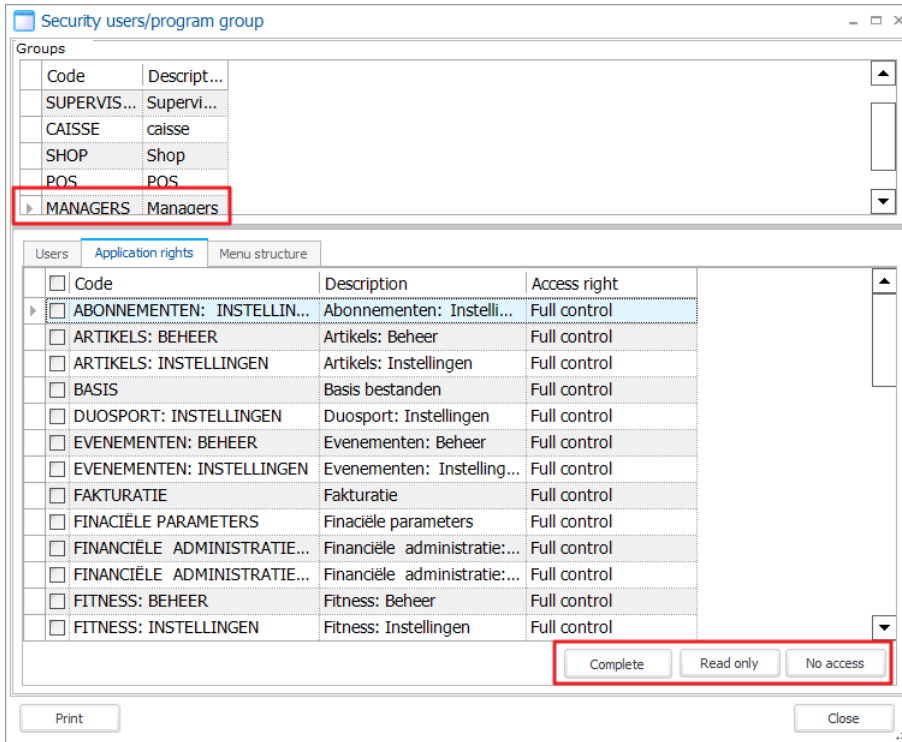 Security users/program group
Groups
Code Descript...
SUPERVIS... Supervi...
CAISSE caisse
SHOP Shop
POS POS
MANAGERS Managers
Users Application rights Menu structure
Code Description Access right
ABONNEMENTEN: INSTELLIN... Abonnementen: Instelli... Full control
ARTIKELS: BEHEER Artikels: Beheer Full control
ARTIKELS: INSTELLINGEN Artikels: Instellingen Full control
BASIS Basis bestanden Full control
DUOSPORT: INSTELLINGEN Duosport: Instellingen Full control
EVENEMENTEN: BEHEER Evenementen: Beheer Full control
EVENEMENTEN: INSTELLINGEN Evenementen: Instelling... Full control
FAKTURATIE Fakturatie Full control
FINACIËLE PARAMETERS Finaciële parameters Full control
FINANCIËLE ADMINISTRATIE... Financiële administratie:... Full control
FINANCIËLE ADMINISTRATIE... Financiële administratie:... Full control
FITNESS: BEHEER Fitness: Beheer Full control
FITNESS: INSTELLINGEN Fitness: Instellingen Full control
Complete Read only No access
Print Close